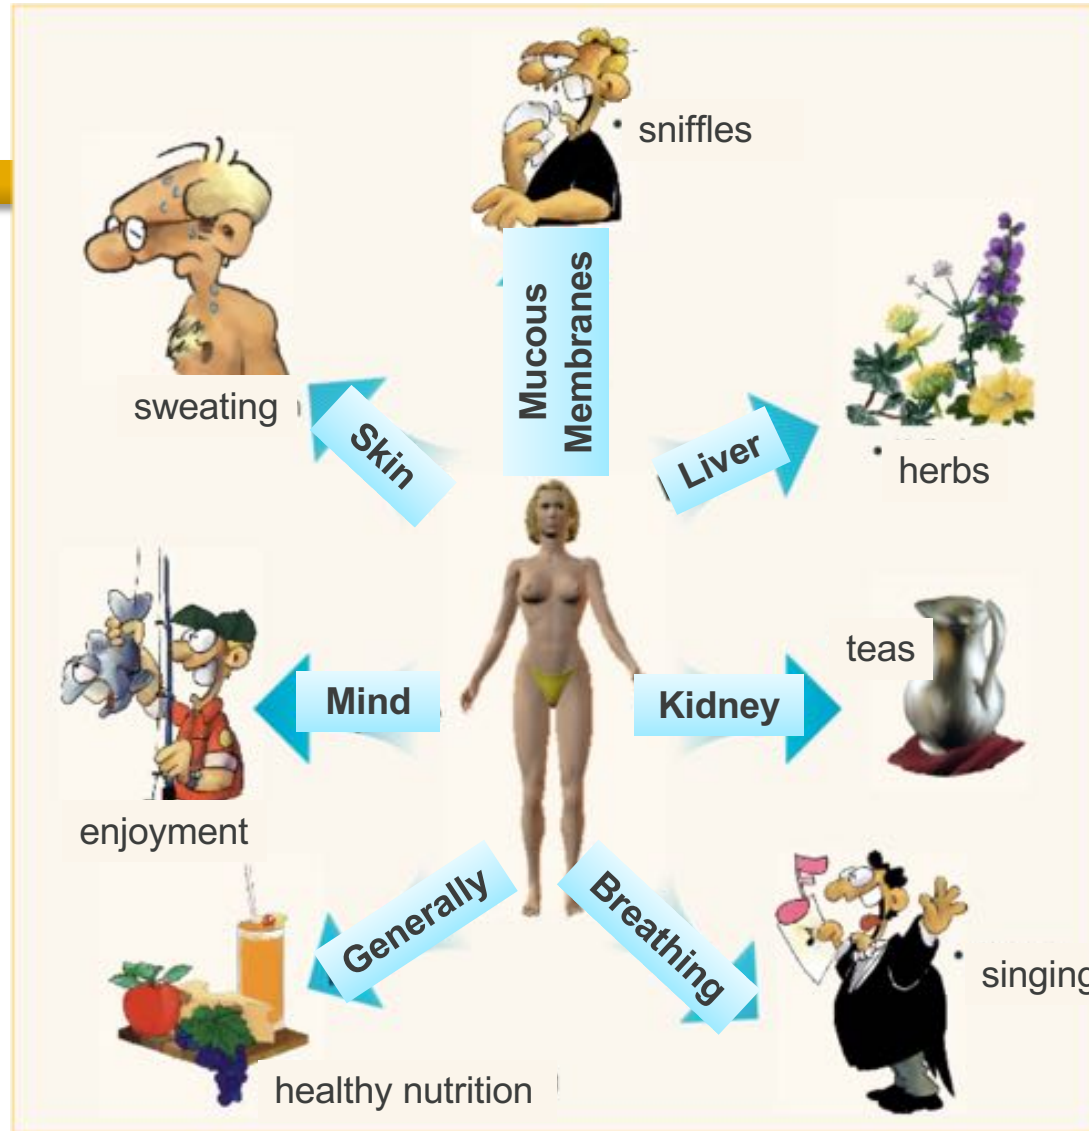 • sniffles
Mucous
Membranes
sweating
Skin
Liver
• herbs
teas
Mind
Kidney
enjoyment
Generally
Breathing
• singing
healthy nutrition